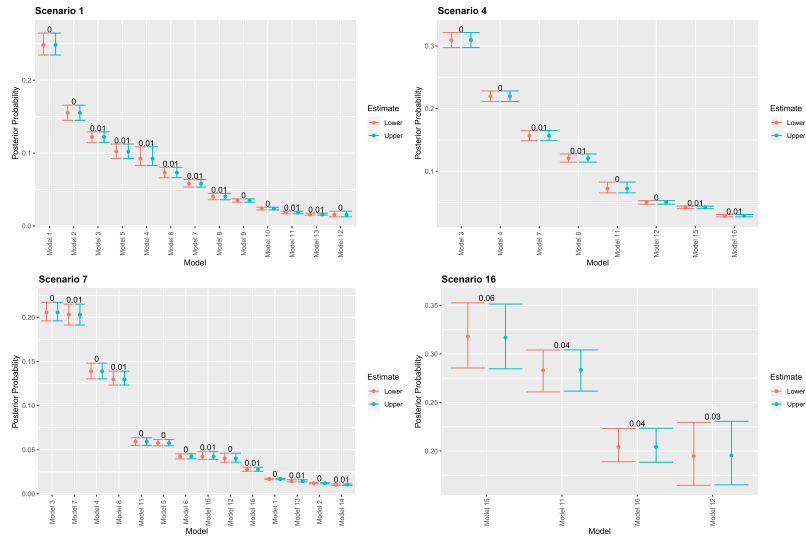 Scenario 1
Posterior Probability
0.2
0.1
0.0
0
0
0.01
0.01
0.01
0.01
0.01
0.01
0
0
0.01
0.01
0
Model 1
Model 2
Model 3
Model 5
Model 4
Model 6
Model 7
Model 8
Model 9
Model 10
Model 11
Model 13
Model 12
Model
Estimate
Lower
Upper
Scenario 4
Posterior Probability
0.3
0.2
0.1
0
0
0.01
0.01
0
0
0.01
0.01
Model 3
Model 4
Model 7
Model 8
Model 11
Model 12
Model 15
Model 16
Model
Estimate
Lower
Upper
Scenario 7
Posterior Probability
0.20
0.15
0.10
0.05
0.00
0
0.01
0
0.01
0
0
0
0.01
0
0.01
0
0.01
0
0.01
Model 3
Model 7
Model 4
Model 8
Model 11
Model 5
Model 6
Model 15
Model 12
Model 16
Model 1
Model 13
Model 2
Model 14
Model
Estimate
Lower
Upper
Scenario 16
Posterior Probability
0.35
0.30
0.25
0.20
0.06
0.04
0.04
0.03
Model 15
Model 11
Model 16
Model 12
Model
Estimate
Lower
Upper